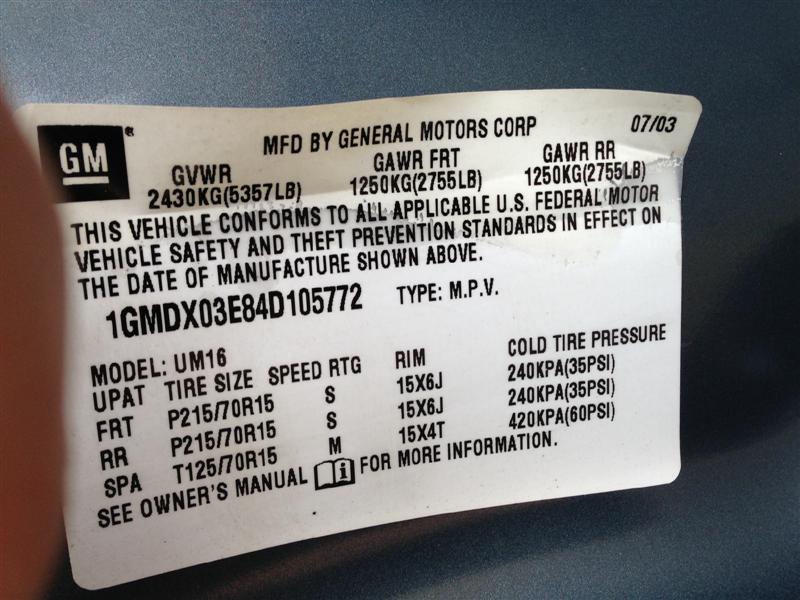 GM®
MFD BY GENERAL MOTORS CORP 07/03
GVWR GAWR FRT GAWR RR
2430KG(5357LB) 1250KG(2755LB) 1250KG(2755LB)
THIS VEHICLE CONFORMS TO ALL APPLICABLE U.S. FEDERAL MOTOR
VEHICLE SAFETY AND THEFT PREVENTION STANDARDS IN EFFECT ON
THE DATE OF MANUFACTURE SHOWN ABOVE.
1GMDX03E84D105772 TYPE: M.P.V.
MODEL: UM16
UPAT TIRE SIZE SPEED RTG RIM COLD TIRE PRESSURE
FRT P215/70R15 S 15X6J 240KPA(35PSI)
RR P215/70R15 S 15X6J 240KPA(35PSI)
SPA T125/70R15 M 15X4T 420KPA(60PSI)
SEE OWNER'S MANUAL i FOR MORE INFORMATION.